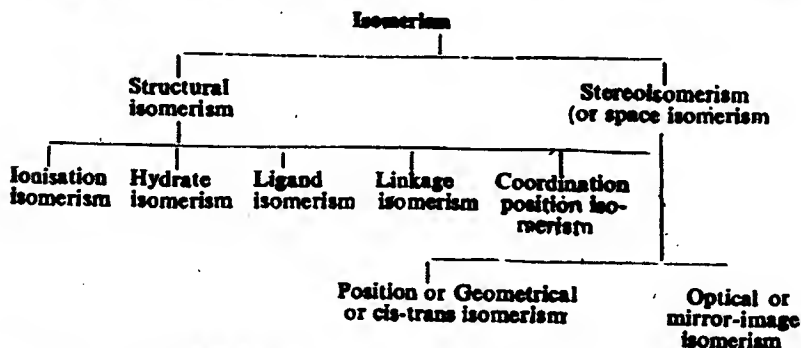 Isomerism
Structural
isomerism
Stereoisomerism
(or space isomerism
Ionisation
isomerism
Hydrate
isomerism
Ligand
isomerism
Linkage
isomerism
Coordination
position iso-
merism
Position or Geometrical
or cis-trans isomerism
Optical or
mirror-image
isomerism